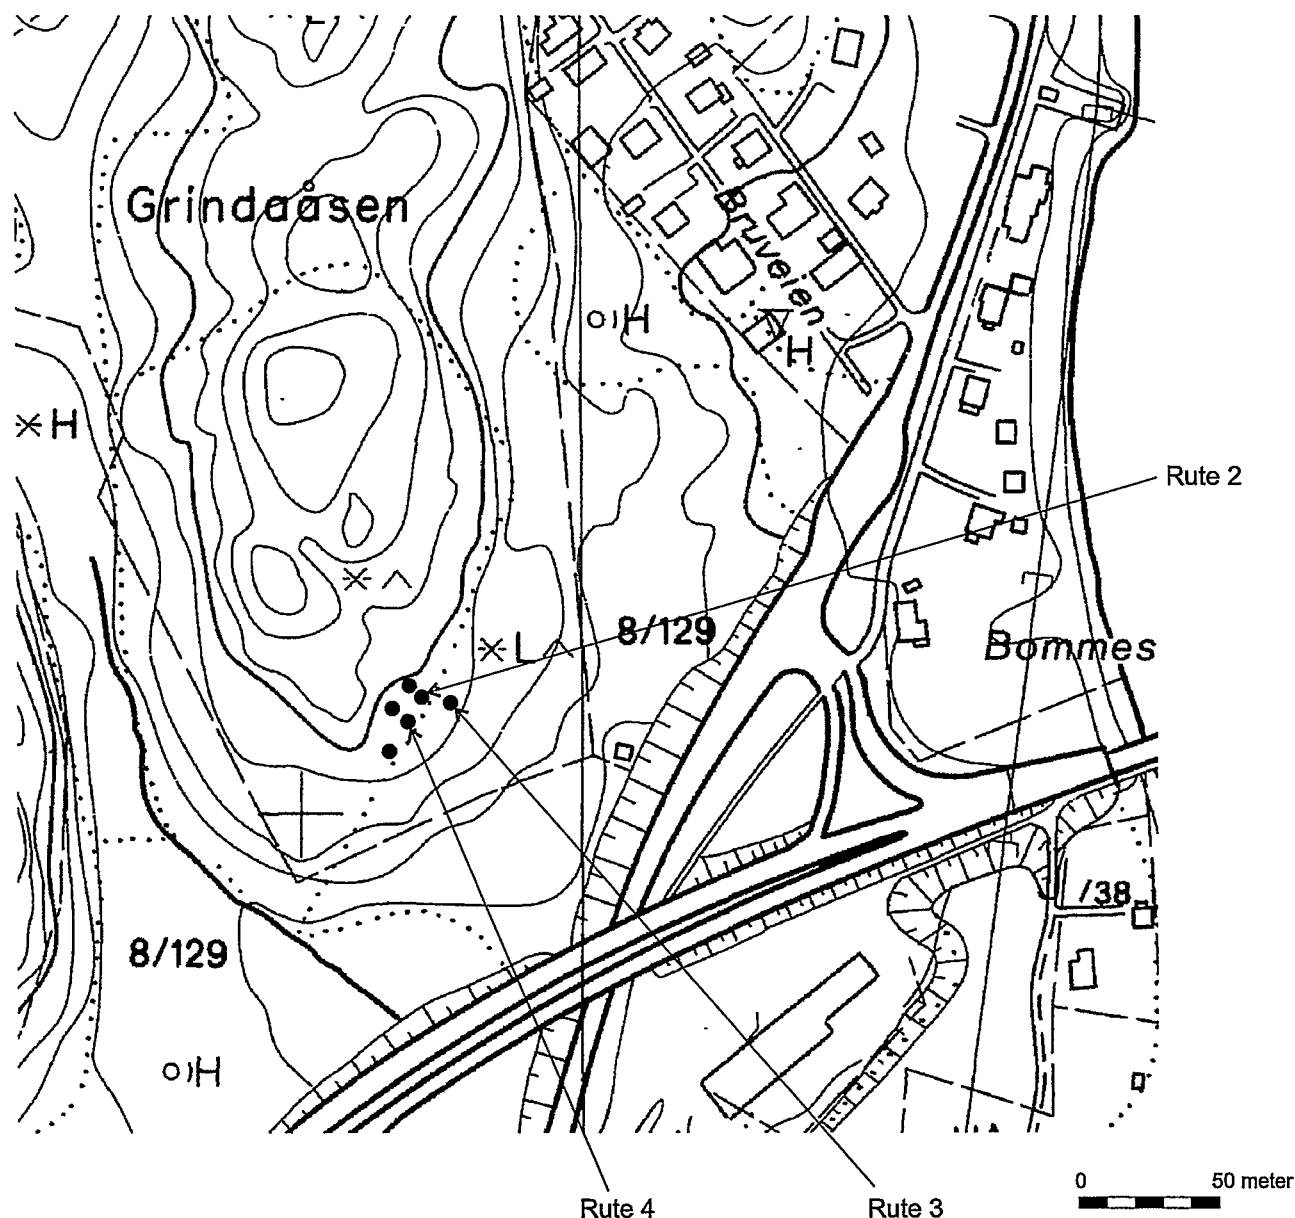 Grindaåsen
Bruveien
H
H
H
Rute 2
L
8/129
Bommes
/38
8/129
H
Rute 4
Rute 3
0 50 meter